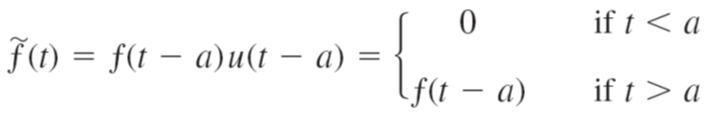 f̃(t) = f(t − a)u(t − a) = { 0 if t < a
f(t − a) if t > a